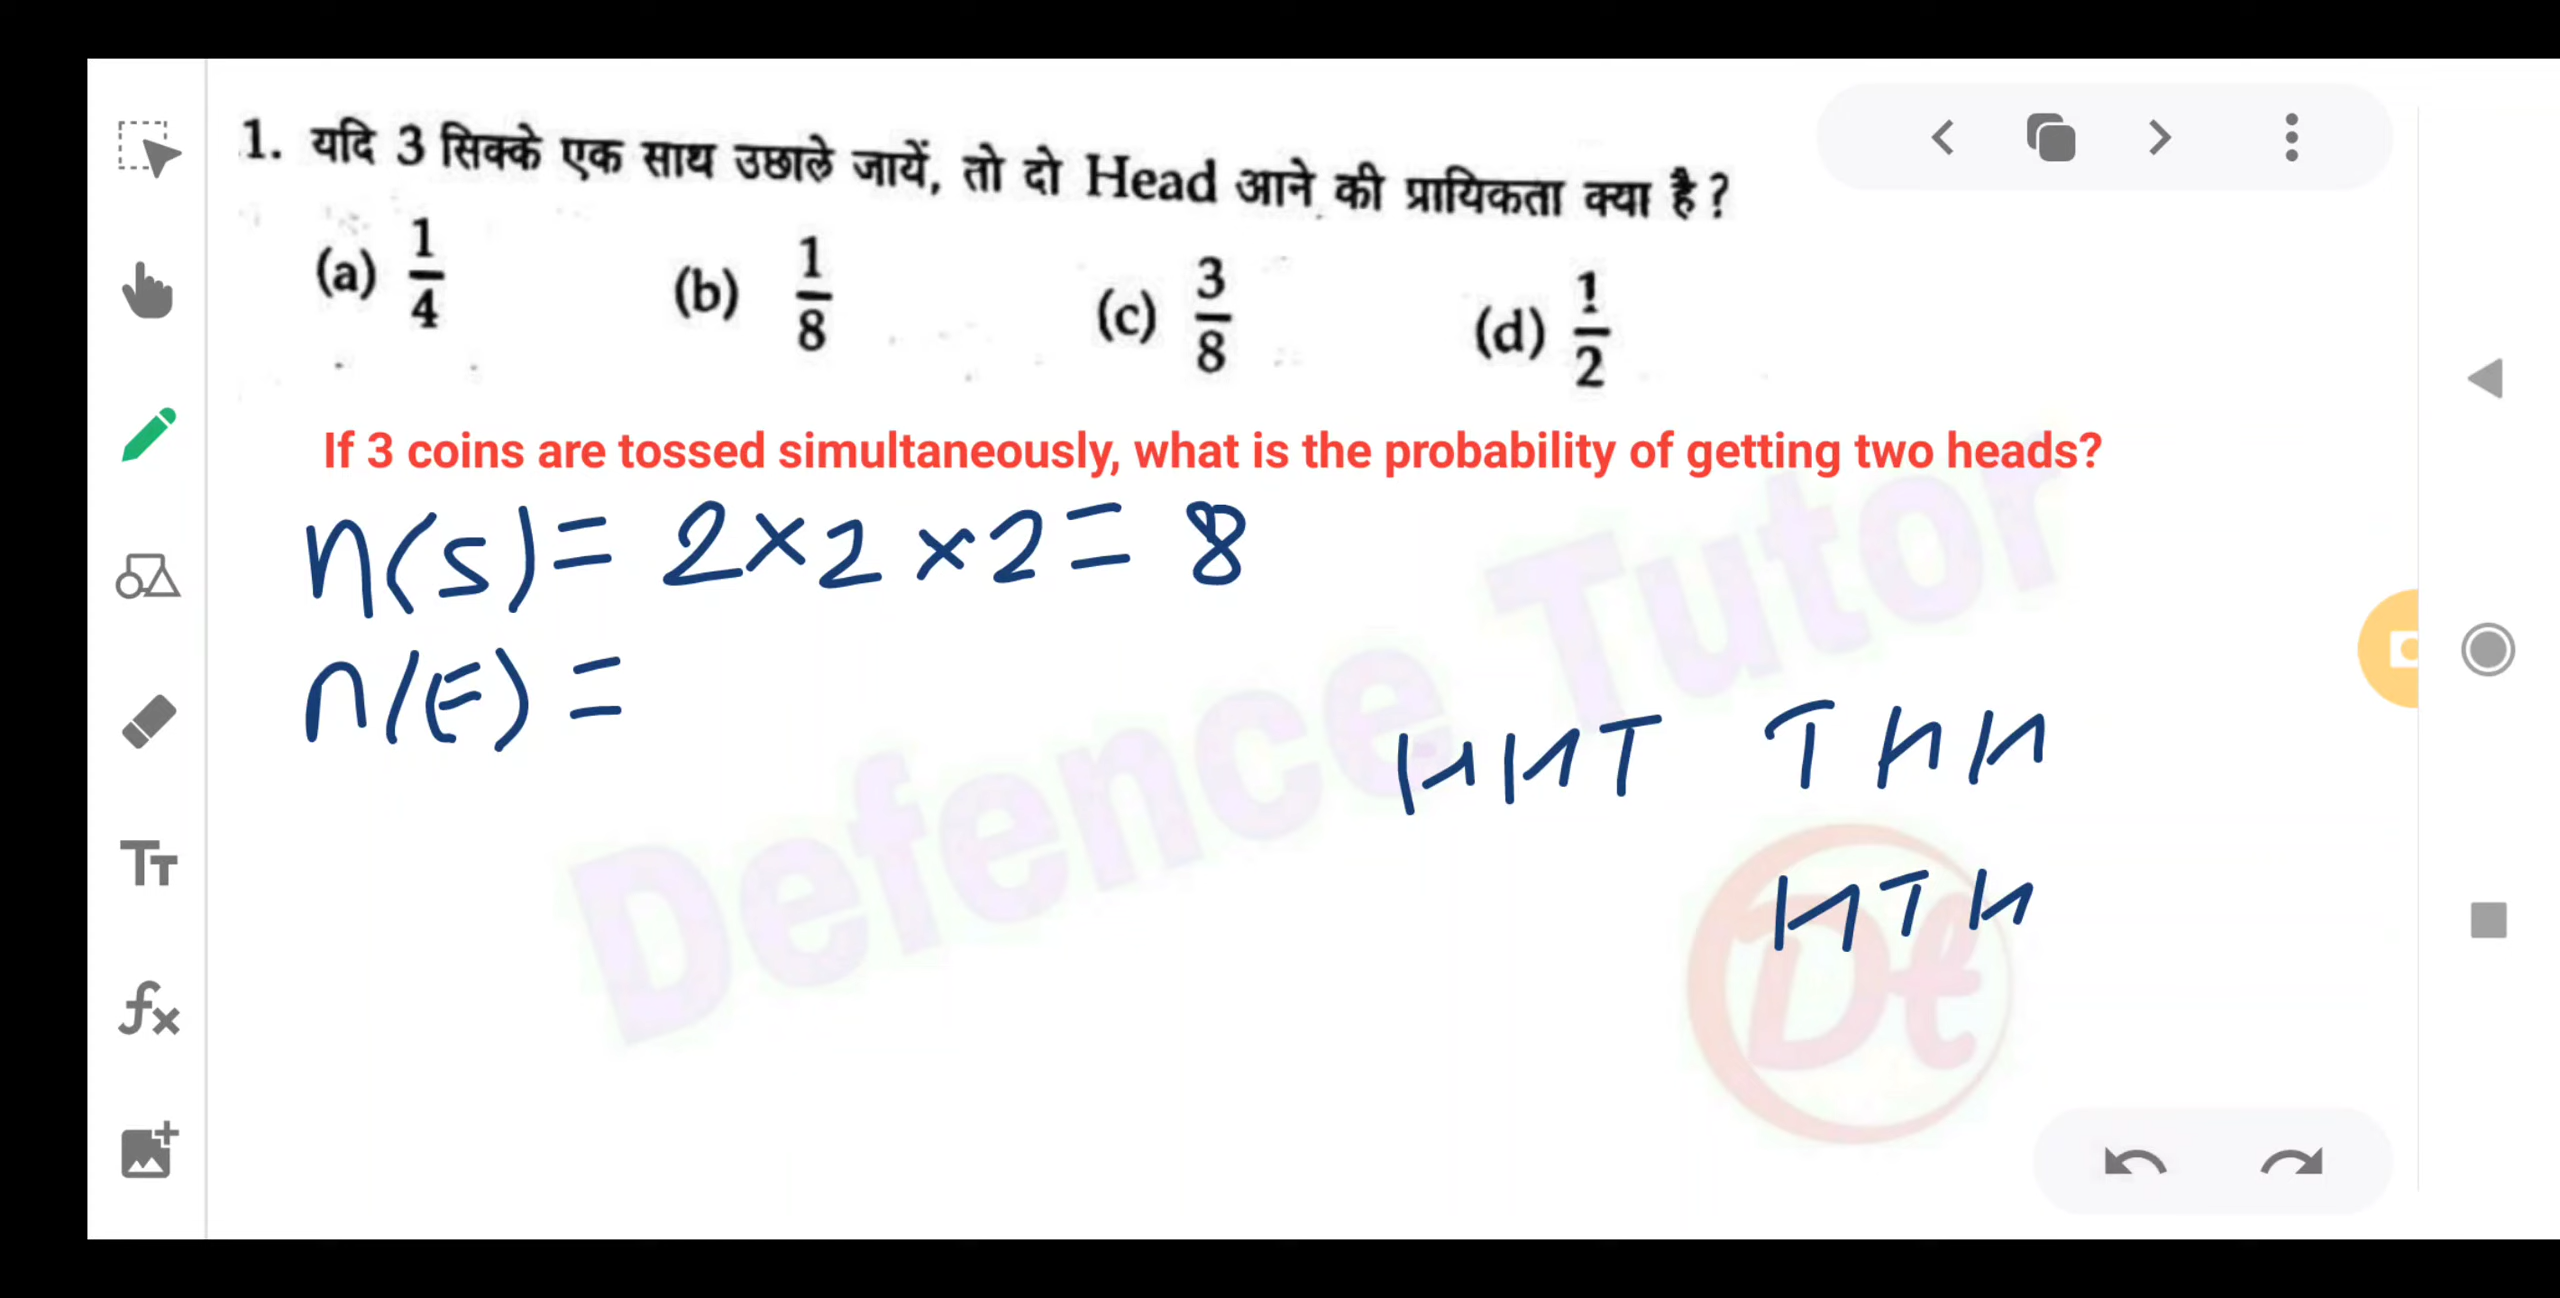 1. यदि 3 सिक्के एक साथ उछाले जायें, तो दो Head आने की प्रायिकता क्या है ?
(a) 1/4 (b) 1/8 (c) 3/8 (d) 1/2
If 3 coins are tossed simultaneously, what is the probability of getting two heads?
n(s) = 2×2×2 = 8
n(E) =
HHT THH
HTH
Defence Tutor
Dt
Tт
fx